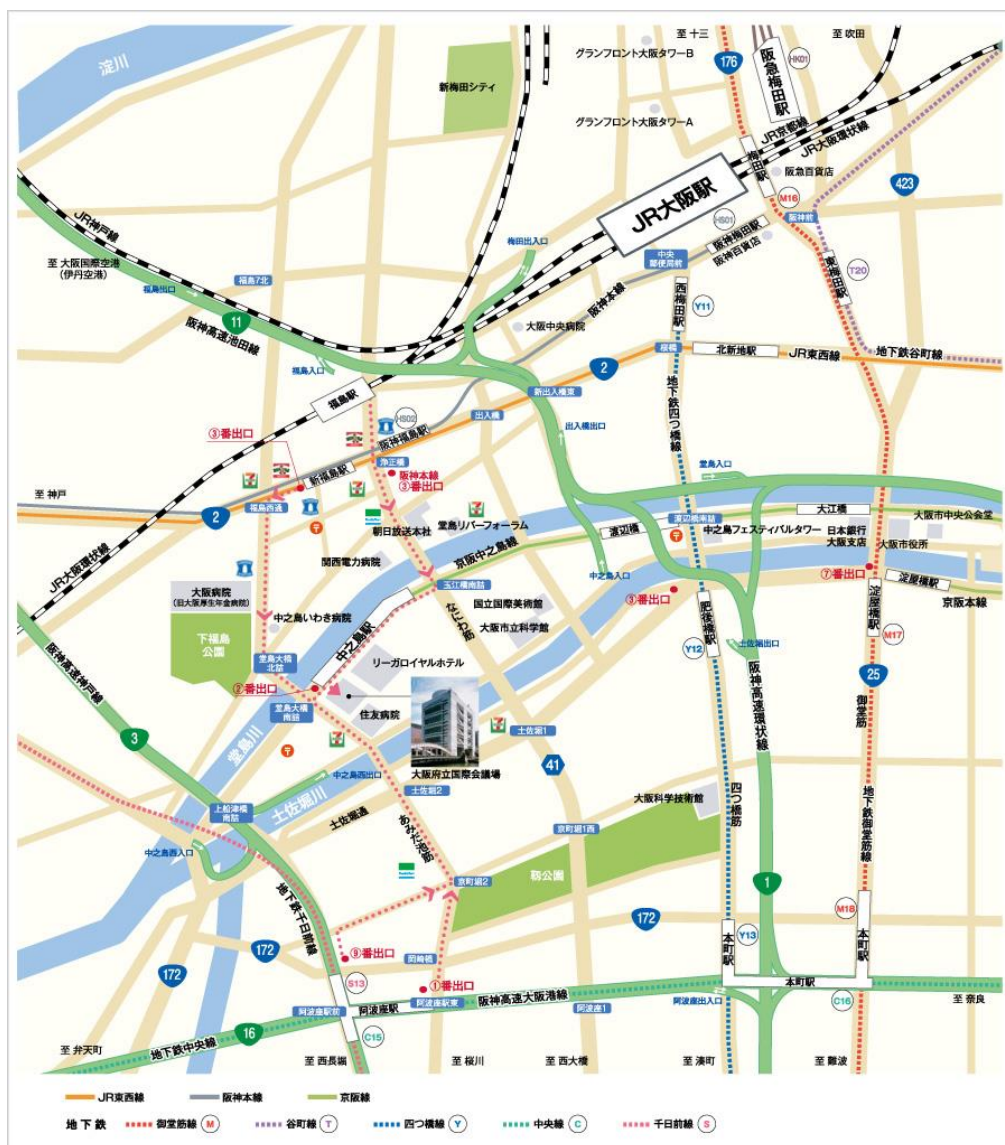 至 十三
至 吹田
グランフロント大阪タワーB
176
阪急梅田駅
HK01
淀川
新梅田シティ
グランフロント大阪タワーA
JR京都線
JR大阪環状線
梅田駅
阪急百貨店
423
JR大阪駅
M16
HS01
阪神前
JR神戸線
梅田出入口
阪神梅田駅
阪神百貨店
中央
郵便局前
至 大阪国際空港
(伊丹空港)
福島7北
東梅田駅
T20
福島出口
阪神本線
西梅田駅
Y11
11
阪神高速池田線
大阪中央病院
桜橋
北新地駅
JR東西線
地下鉄谷町線
福島入口
2
福島駅
新出入橋東
地下鉄四つ橋線
HS02
出入橋
③番出口
阪神福島駅
出入橋出口
浄正橋
阪神本線
③番出口
新福島駅
堂島入口
至 神戸
2
福島西通
大江橋
大阪市中央公会堂
朝日放送本社
堂島リバーフォーラム
渡辺橋
渡辺橋南詰
中之島フェスティバルタワー
日本銀行
大阪支店
大阪市役所
関西電力病院
京阪中之島線
JR大阪環状線
玉江橋南詰
中之島入口
⑦番出口
淀屋橋駅
京阪本線
大阪病院
(旧大阪厚生年金病院)
③番出口
淀屋橋駅
なにわ筋
国立国際美術館
中之島いわき病院
中之島駅
大阪市立科学館
肥後橋駅
M17
下福島
公園
Y12
土佐堀出口
堂島大橋
北詰
リーガロイヤルホテル
阪神高速神戸線
②番出口
25
堂島大橋
南詰
住友病院
阪神高速環状線
御堂筋
3
堂島川
土佐堀1
41
大阪府立国際会議場
中之島西出口
土佐堀2
大阪科学技術館
四つ橋筋
地下鉄御堂筋線
土佐堀川
上船津橋
南詰
土佐堀通
あみだ池筋
京町堀1西
中之島西入口
靱公園
京町堀2
1
地下鉄千日前線
M18
172
172
Y13
172
⑨番出口
岡崎橋
本町駅
本町駅
S13
①番出口
本町駅
阿波座駅
阿波座駅東
阪神高速大阪港線
阿波座出入口
C16
至 奈良
阿波座駅前
阿波座1
16
C15
地下鉄中央線
至 弁天町
至 西長堀
至 桜川
至 西大橋
至 湊町
至 難波
JR東西線 阪神本線 京阪線
地下鉄 御堂筋線 M 谷町線 T 四つ橋線 Y 中央線 C 千日前線 S